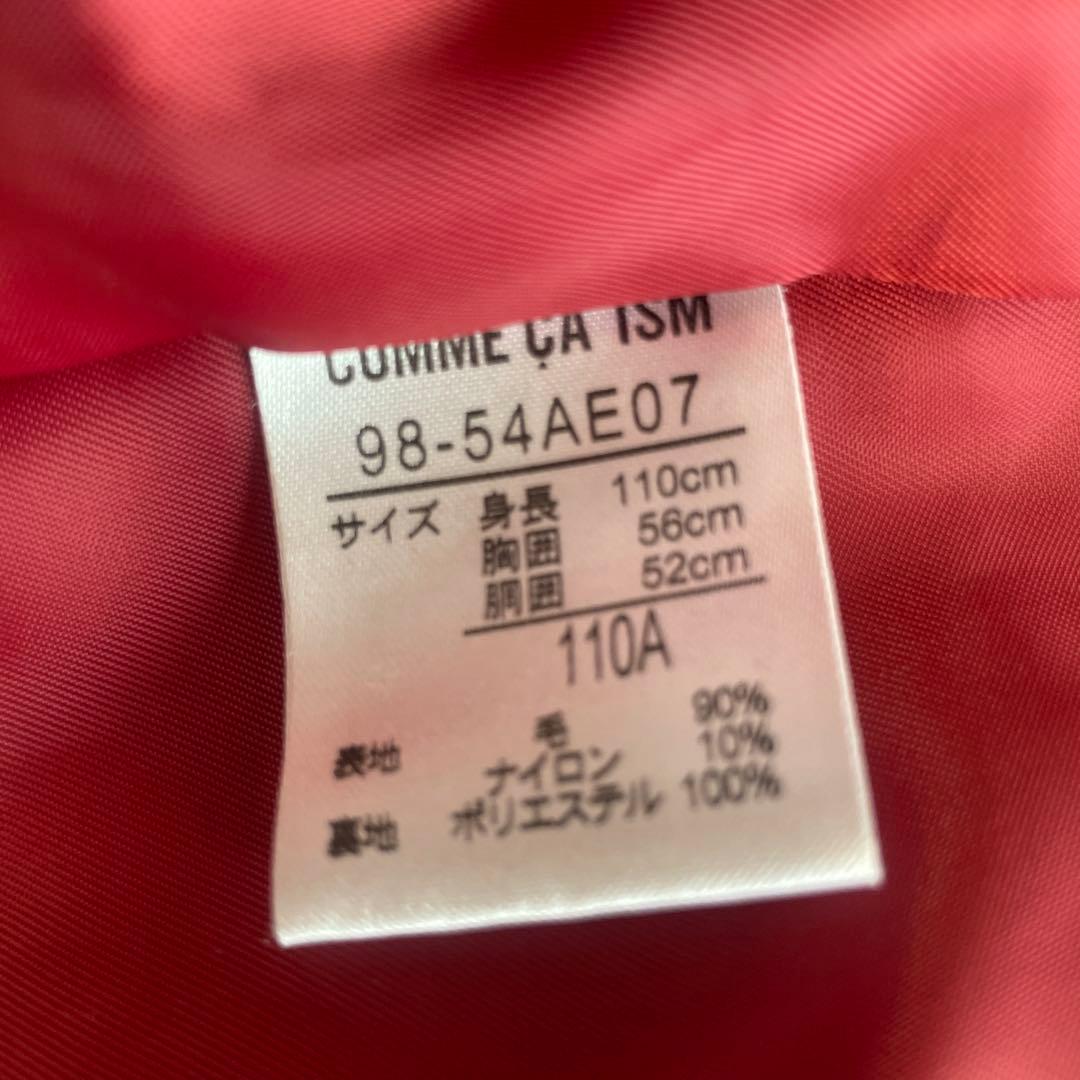 COMME ÇA ISM
98-54AE07
サイズ 身長 110cm
胸囲 56cm
胴囲 52cm
110A
表地 毛 90%
ナイロン 10%
裏地 ポリエステル 100%